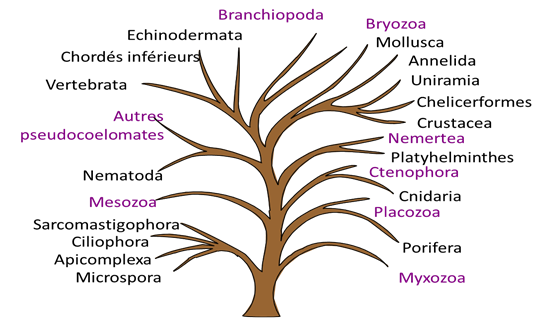 Branchiopoda
Bryozoa
Echinodermata
Mollusca
Chordés inférieurs
Annelida
Vertebrata
Uniramia
Chelicerformes
Autres
pseudocoelomates
Crustacea
Nemertea
Platyhelminthes
Nematoda
Ctenophora
Mesozoa
Cnidaria
Placozoa
Sarcomastigophora
Ciliophora
Porifera
Apicomplexa
Microspora
Myxozoa